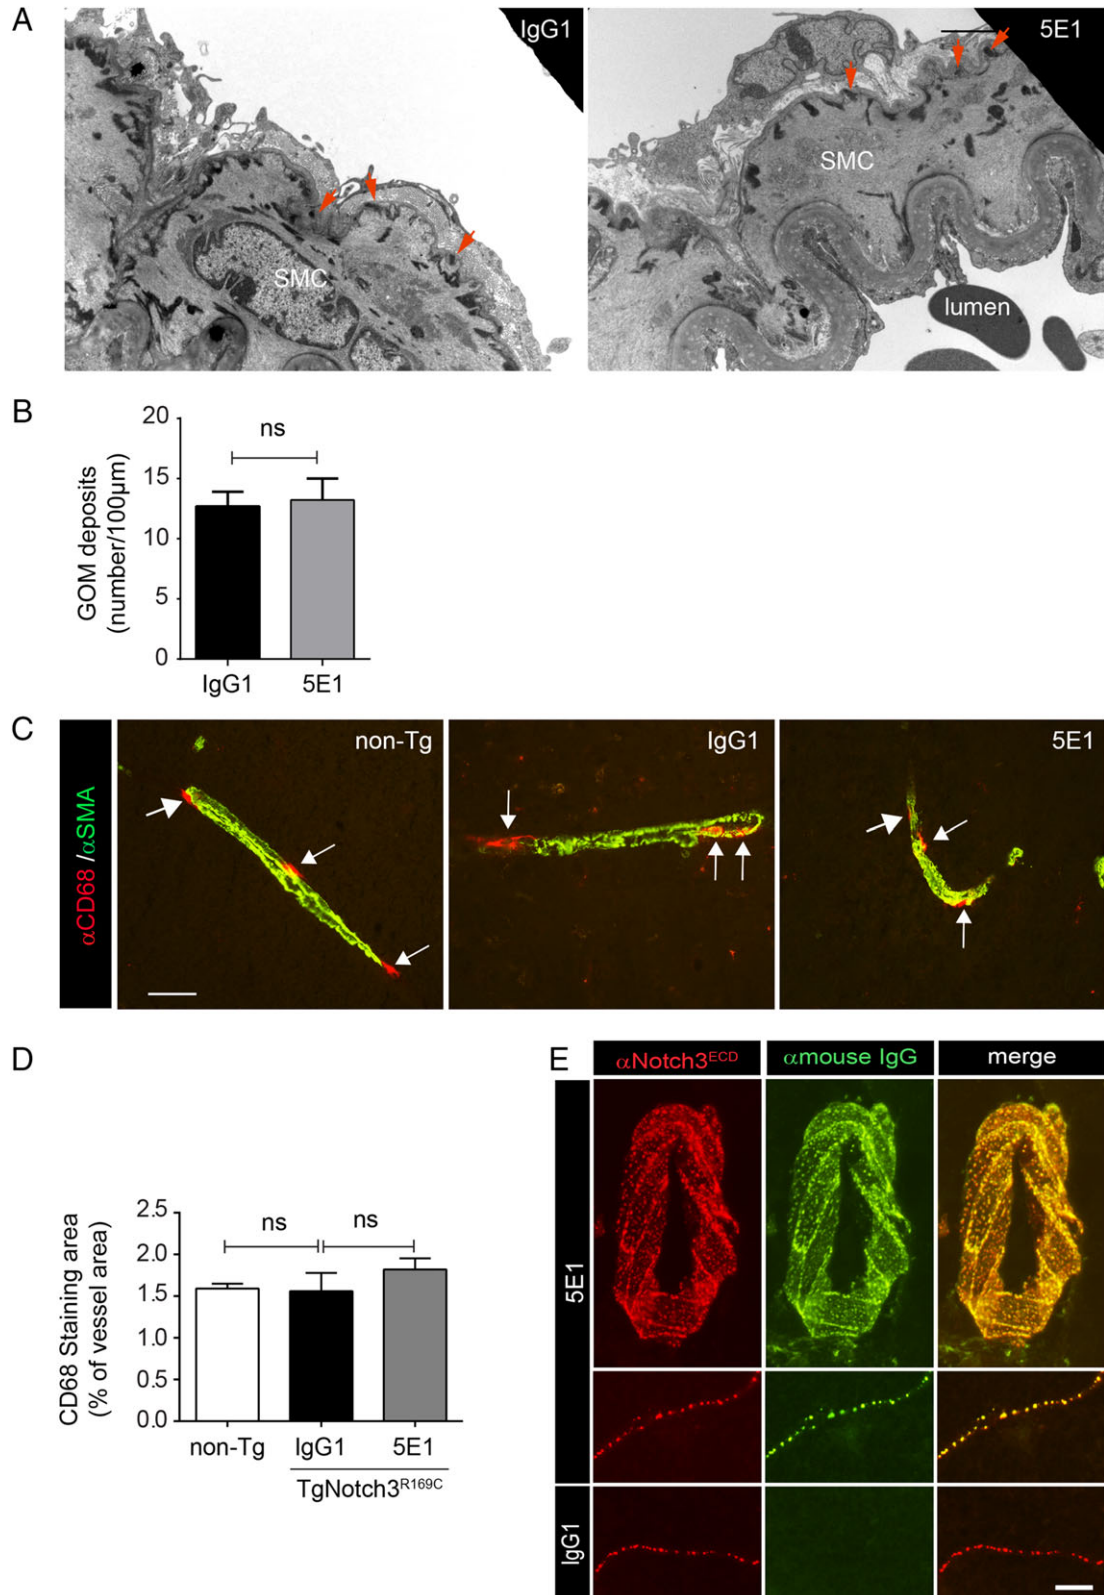 A
IgG1
SMC
5E1
SMC
lumen
B
GOM deposits
(number/100µm)
20
15
10
5
0
ns
IgG1
5E1
C
αCD68/αSMA
non-Tg
IgG1
5E1
D
CD68 Staining area
(% of vessel area)
2.5
2.0
1.5
1.0
0.5
0.0
ns
ns
non-Tg
IgG1
5E1
TgNotch3R169C
E
αNotch3ECD
αmouse IgG
merge
5E1
IgG1